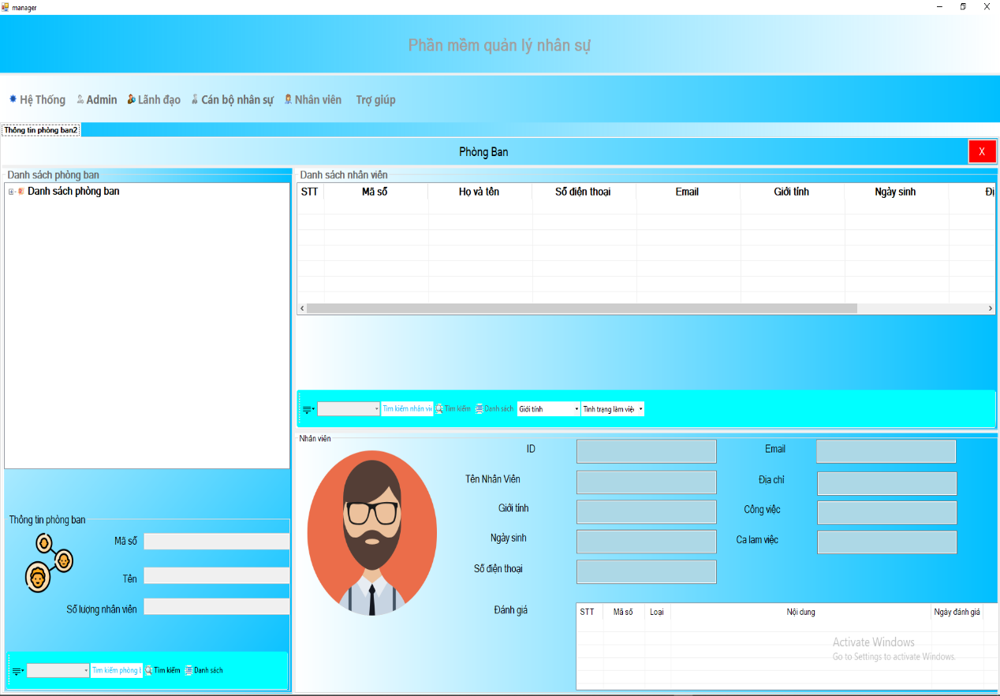 manager
Phần mềm quản lý nhân sự
Hệ Thống Admin Lãnh đạo Cán bộ nhân sự Nhân viên Trợ giúp
Thông tin phòng ban2
Phòng Ban X
Danh sách phòng ban
Danh sách phòng ban
Danh sách nhân viên
STT Mã số Họ và tên Số điện thoại Email Giới tính Ngày sinh Đị
Tìm kiếm nhân viê Tìm kiếm Danh sách Giới tính Tình trạng làm việc
Thông tin phòng ban
Mã số
Tên
Số lượng nhân viên
Tìm kiếm phòng b Tìm kiếm Danh sách
Nhân viên
ID Email
Tên Nhân Viên Địa chỉ
Giới tính Công việc
Ngày sinh Ca lam việc
Số điện thoại
Đánh giá
STT Mã số Loại Nội dung Ngày đánh giá
Activate Windows
Go to Settings to activate Windows.